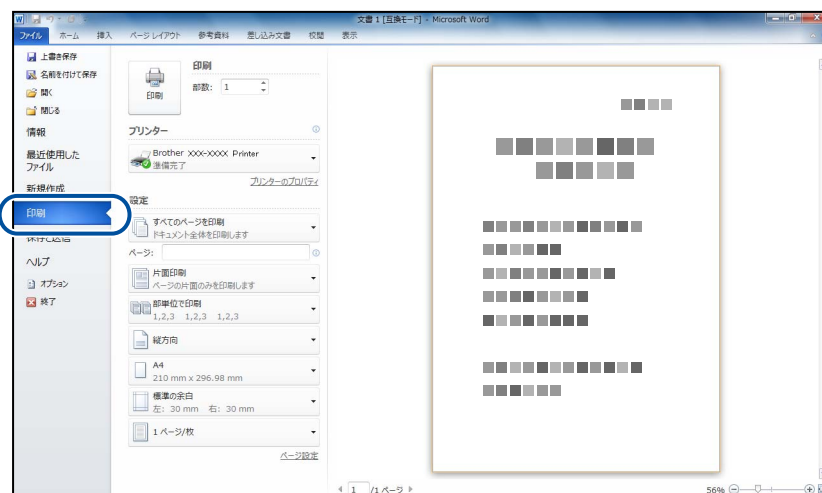 文書 1 [互換モード] - Microsoft Word
ファイル ホーム 挿入 ページ レイアウト 参考資料 差し込み文書 校閲 表示
上書き保存
名前を付けて保存
開く
閉じる
情報
最近使用した
ファイル
新規作成
印刷
保存と送信
ヘルプ
オプション
終了
印刷
印刷
部数: 1
プリンター
Brother XXX-XXXX Printer
準備完了
プリンターのプロパティ
設定
すべてのページを印刷
ドキュメント全体を印刷します
ページ:
片面印刷
ページの片面のみを印刷します
部単位で印刷
1,2,3 1,2,3 1,2,3
縦方向
A4
210 mm x 296.98 mm
標準の余白
左: 30 mm 右: 30 mm
1 ページ/枚
ページ設定
1 /1 ページ
56%